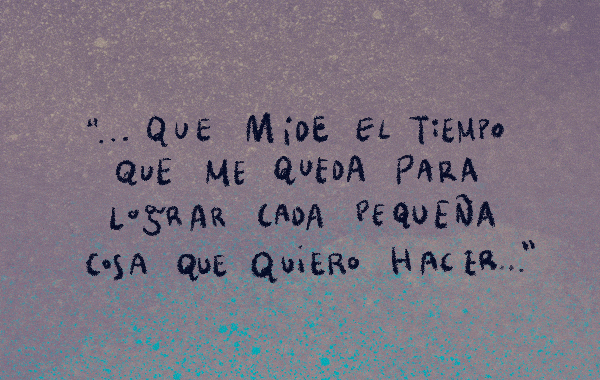 "... QUE MiDE EL TiEMPO
QUE ME QUEDA PARA
LOgRAR CADA PEQUEÑA
COSA QUE QUiERO HACER..."